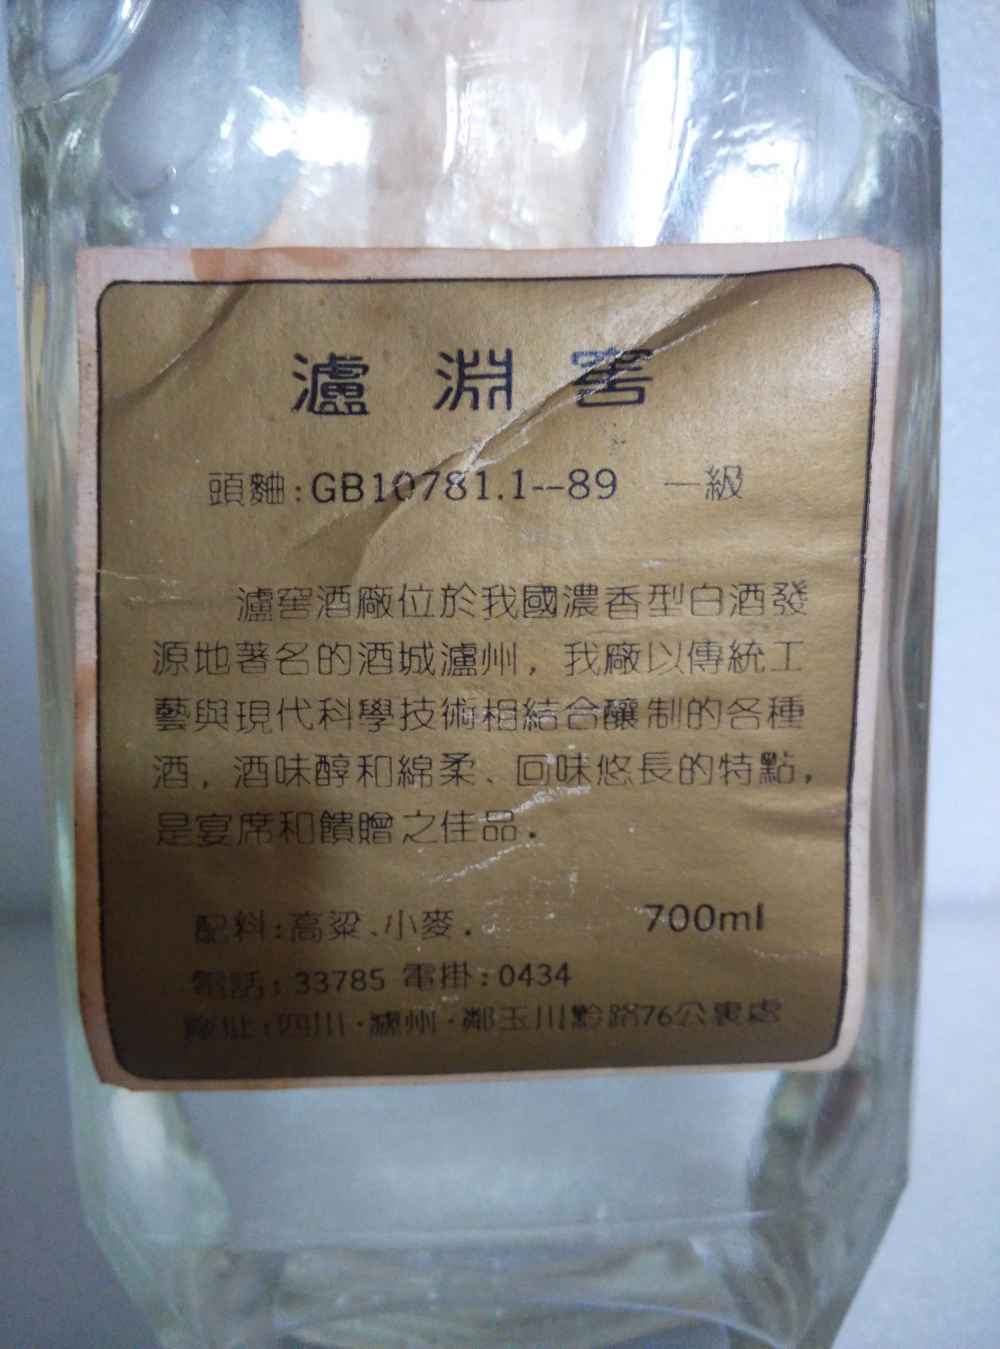 瀘淵窖
頭麯:GB10781.1--89 一級
瀘窖酒廠位於我國濃香型白酒發
源地著名的酒城瀘州，我廠以傳統工
藝與現代科學技術相結合釀制的各種
酒，酒味醇和綿柔、回味悠長的特點，
是宴席和饋贈之佳品.
配料:高粱、小麥. 700ml
電話:33785 電掛:0434
廠址:四川·瀘州·鄰玉川黔路76公裏處